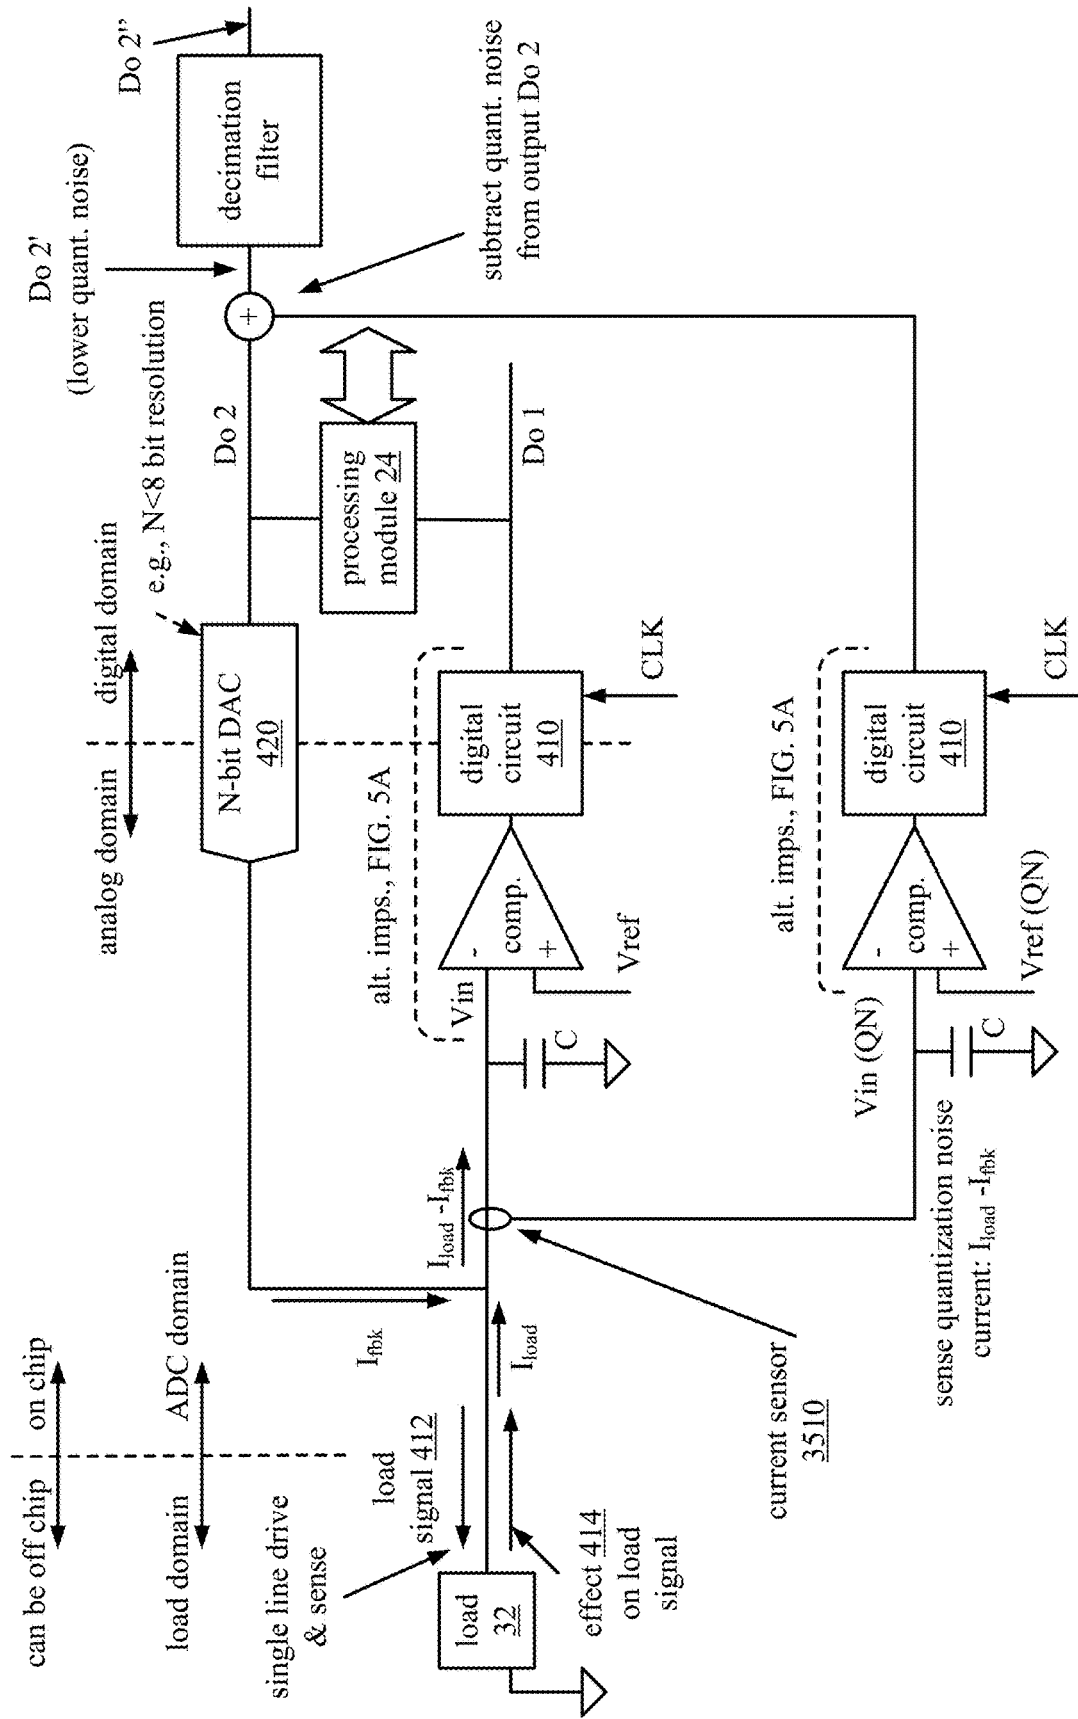 can be off chip
on chip
load domain
ADC domain
analog domain
digital domain
e.g., N<8 bit resolution
Do 2'
(lower quant. noise)
Do 2"
N-bit DAC
420
Do 2
+
decimation
filter
subtract quant. noise
from output Do 2
single line drive
& sense
load
signal 412
I_fbk
I_load -I_fbk
I_load
load
32
effect 414
on load
signal
alt. imps., FIG. 5A
Vin
-
comp.
+
Vref
C
digital
circuit
410
CLK
processing
module 24
Do 1
current sensor
3510
sense quantization noise
current: I_load -I_fbk
alt. imps., FIG. 5A
Vin (QN)
-
comp.
+
Vref (QN)
C
digital
circuit
410
CLK